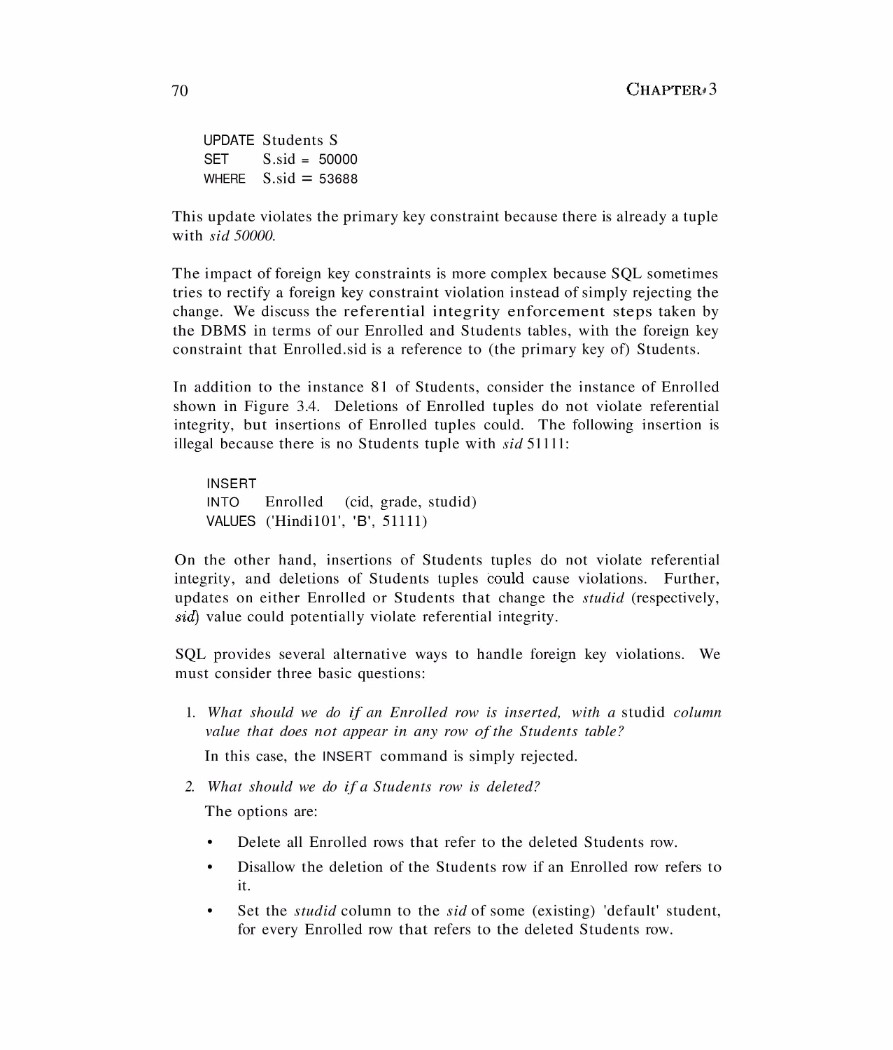 70 CHAPTER 3
UPDATE Students S
SET S.sid = 50000
WHERE S.sid = 53688
This update violates the primary key constraint because there is already a tuple
with sid 50000.
The impact of foreign key constraints is more complex because SQL sometimes
tries to rectify a foreign key constraint violation instead of simply rejecting the
change. We discuss the referential integrity enforcement steps taken by
the DBMS in terms of our Enrolled and Students tables, with the foreign key
constraint that Enrolled.sid is a reference to (the primary key of) Students.
In addition to the instance 81 of Students, consider the instance of Enrolled
shown in Figure 3.4. Deletions of Enrolled tuples do not violate referential
integrity, but insertions of Enrolled tuples could. The following insertion is
illegal because there is no Students tuple with sid 51111:
INSERT
INTO Enrolled (cid, grade, studid)
VALUES ('Hindi101', 'B', 51111)
On the other hand, insertions of Students tuples do not violate referential
integrity, and deletions of Students tuples could cause violations. Further,
updates on either Enrolled or Students that change the studid (respectively,
sid) value could potentially violate referential integrity.
SQL provides several alternative ways to handle foreign key violations. We
must consider three basic questions:
1. What should we do if an Enrolled row is inserted, with a studid column
value that does not appear in any row of the Students table?
In this case, the INSERT command is simply rejected.
2. What should we do if a Students row is deleted?
The options are:
• Delete all Enrolled rows that refer to the deleted Students row.
• Disallow the deletion of the Students row if an Enrolled row refers to
it.
• Set the studid column to the sid of some (existing) 'default' student,
for every Enrolled row that refers to the deleted Students row.